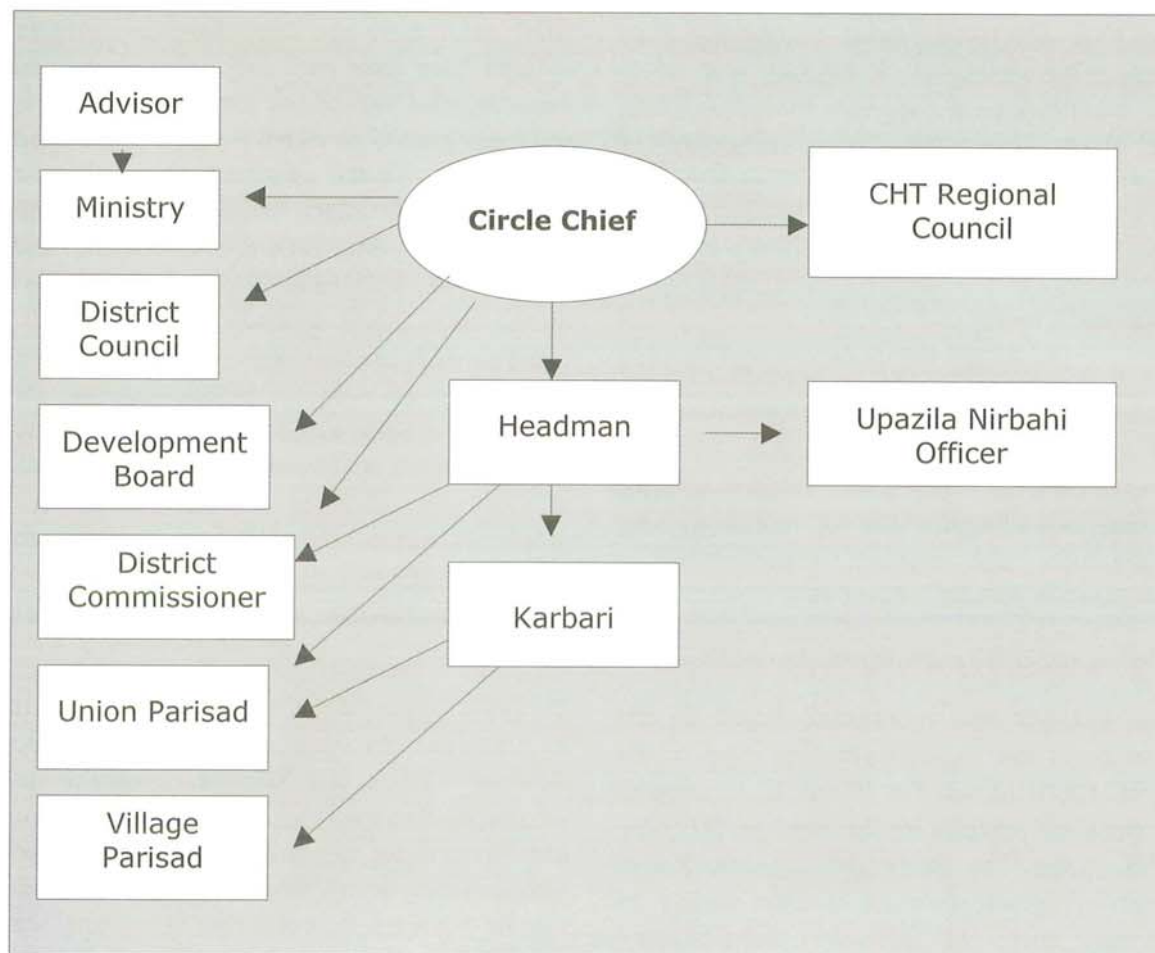 Advisor
Ministry
Circle Chief
CHT Regional
Council
District
Council
Development
Board
Headman
Upazila Nirbahi
Officer
District
Commissioner
Karbari
Union Parisad
Village
Parisad